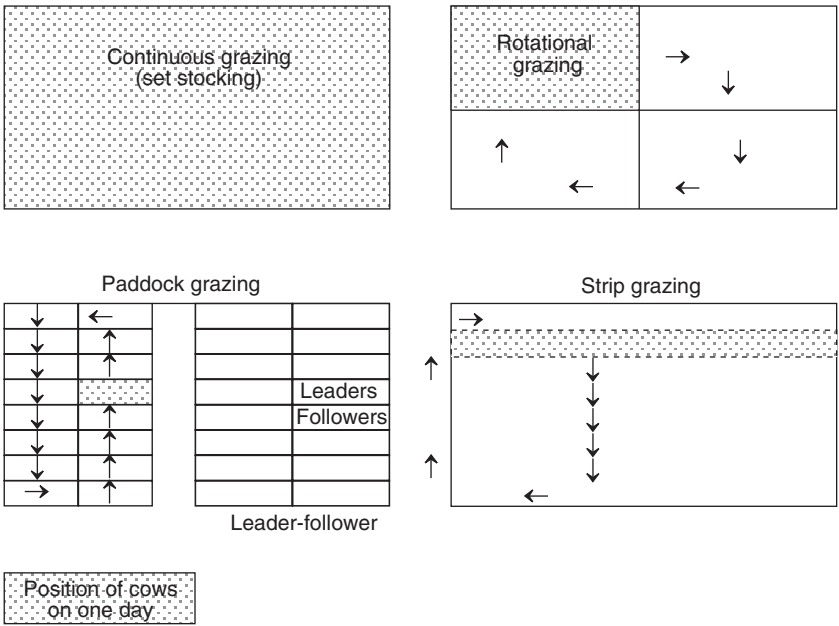 Continuous grazing
(set stocking)
Rotational
grazing
Paddock grazing
Strip grazing
Leaders
Followers
Leader-follower
Position of cows
on one day